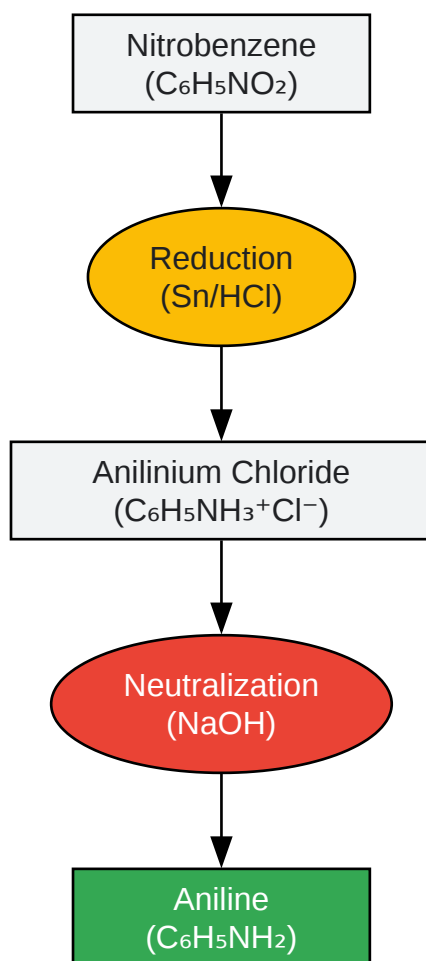 Nitrobenzene
(C₆H₅NO₂)
Reduction
(Sn/HCl)
Anilinium Chloride
(C₆H₅NH₃⁺Cl⁻)
Neutralization
(NaOH)
Aniline
(C₆H₅NH₂)